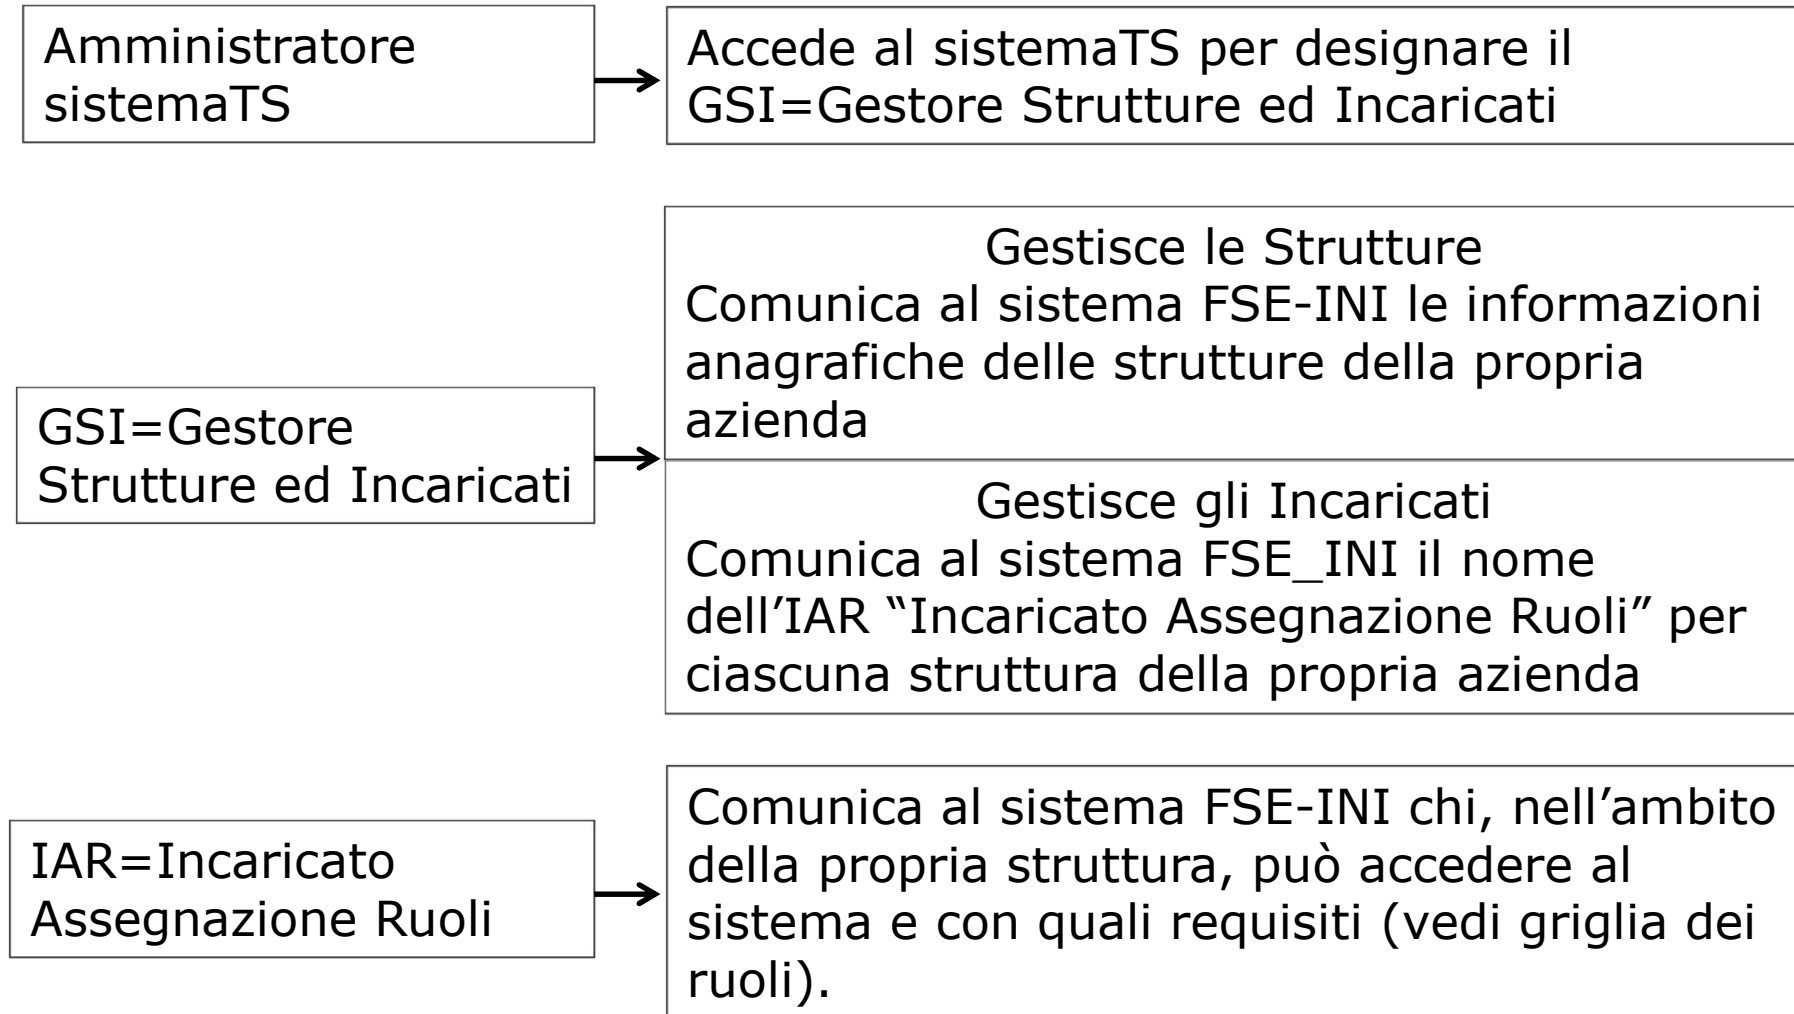 Amministratore
sistemaTS
Accede al sistemaTS per designare il
GSI=Gestore Strutture ed Incaricati
GSI=Gestore
Strutture ed Incaricati
Gestisce le Strutture
Comunica al sistema FSE-INI le informazioni
anagrafiche delle strutture della propria
azienda
Gestisce gli Incaricati
Comunica al sistema FSE_INI il nome
dell’IAR “Incaricato Assegnazione Ruoli” per
ciascuna struttura della propria azienda
IAR=Incaricato
Assegnazione Ruoli
Comunica al sistema FSE-INI chi, nell’ambito
della propria struttura, può accedere al
sistema e con quali requisiti (vedi griglia dei
ruoli).